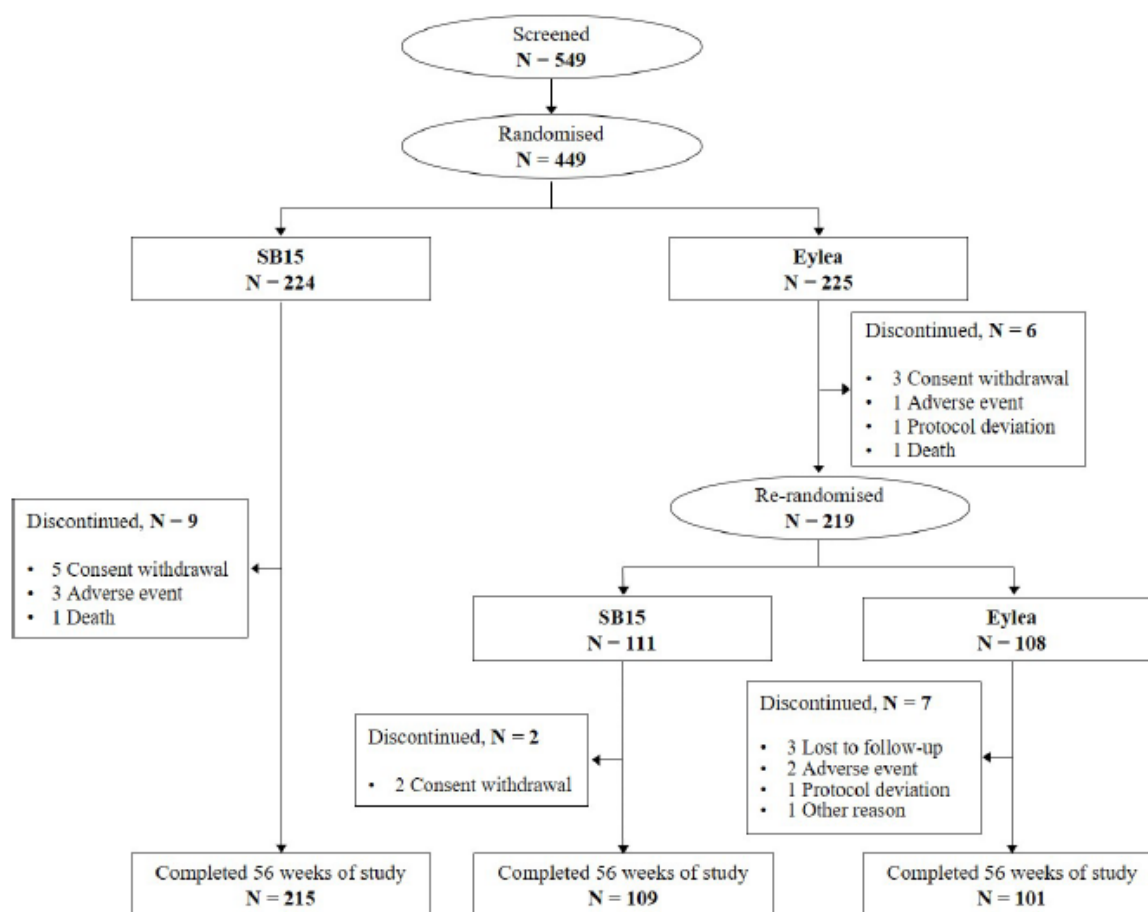 Screened
N = 549
Randomised
N = 449
SB15
N = 224
Eylea
N = 225
Discontinued, N = 6
• 3 Consent withdrawal
• 1 Adverse event
• 1 Protocol deviation
• 1 Death
Re-randomised
N = 219
Discontinued, N = 9
• 5 Consent withdrawal
• 3 Adverse event
• 1 Death
SB15
N = 111
Eylea
N = 108
Discontinued, N = 2
• 2 Consent withdrawal
Discontinued, N = 7
• 3 Lost to follow-up
• 2 Adverse event
• 1 Protocol deviation
• 1 Other reason
Completed 56 weeks of study
N = 215
Completed 56 weeks of study
N = 109
Completed 56 weeks of study
N = 101